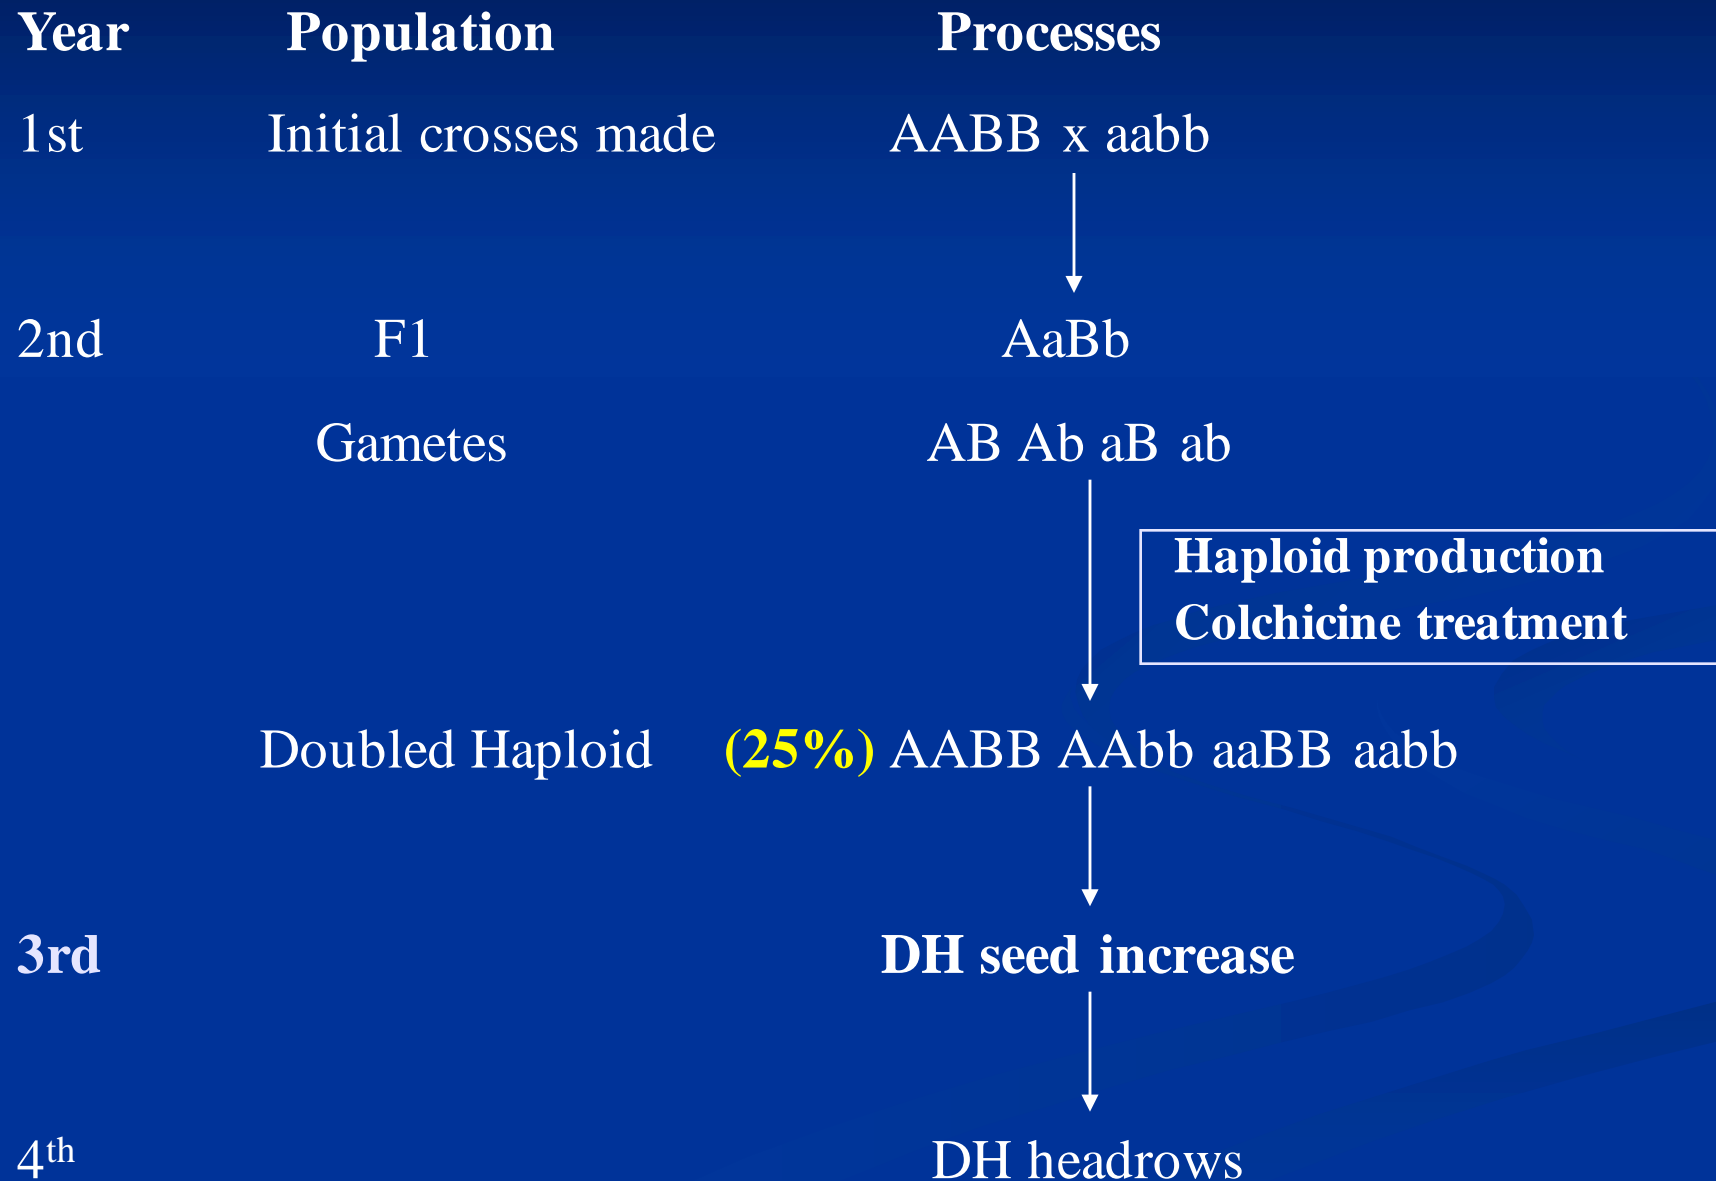 Year Population Processes
1st Initial crosses made AABB x aabb
2nd F1 AaBb
Gametes AB Ab aB ab
Haploid production
Colchicine treatment
Doubled Haploid (25%) AABB AAbb aaBB aabb
3rd DH seed increase
4th DH headrows